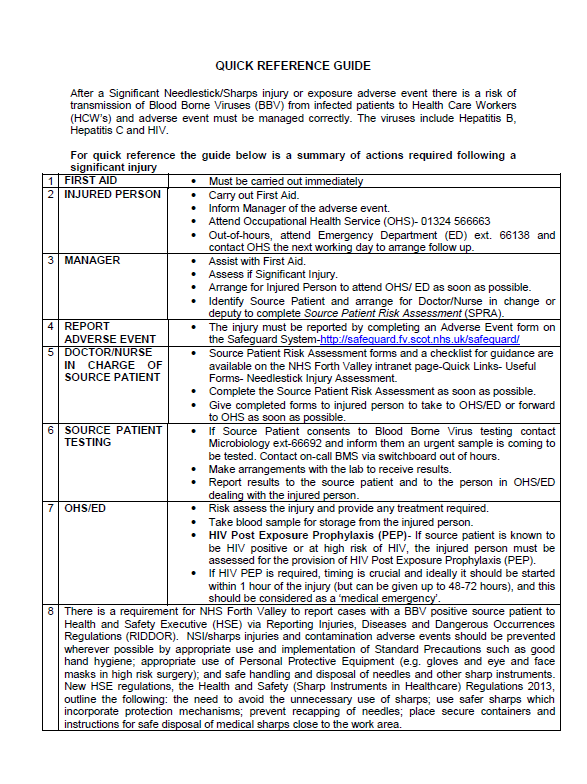 QUICK REFERENCE GUIDE
After a Significant Needlestick/Sharps injury or exposure adverse event there is a risk of
transmission of Blood Borne Viruses (BBV) from infected patients to Health Care Workers
(HCW's) and adverse event must be managed correctly. The viruses include Hepatitis B,
Hepatitis C and HIV.
For quick reference the guide below is a summary of actions required following a
significant injury
1 FIRST AID • Must be carried out immediately
2 INJURED PERSON • Carry out First Aid.
• Inform Manager of the adverse event.
• Attend Occupational Health Service (OHS)- 01324 566663
• Out-of-hours, attend Emergency Department (ED) ext. 66138 and
contact OHS the next working day to arrange follow up.
3 MANAGER • Assist with First Aid.
• Assess if Significant Injury.
• Arrange for Injured Person to attend OHS/ ED as soon as possible.
• Identify Source Patient and arrange for Doctor/Nurse in change or
deputy to complete Source Patient Risk Assessment (SPRA).
4 REPORT • The injury must be reported by completing an Adverse Event form on
ADVERSE EVENT the Safeguard System-http://safeguard.fv.scot.nhs.uk/safeguard/
5 DOCTOR/NURSE • Source Patient Risk Assessment forms and a checklist for guidance are
IN CHARGE OF available on the NHS Forth Valley intranet page-Quick Links- Useful
SOURCE PATIENT Forms- Needlestick Injury Assessment.
• Complete the Source Patient Risk Assessment as soon as possible.
• Give completed forms to injured person to take to OHS/ED or forward
to OHS as soon as possible.
6 SOURCE PATIENT • If Source Patient consents to Blood Borne Virus testing contact
TESTING Microbiology ext-66692 and inform them an urgent sample is coming to
be tested. Contact on-call BMS via switchboard out of hours.
• Make arrangements with the lab to receive results.
• Report results to the source patient and to the person in OHS/ED
dealing with the injured person.
7 OHS/ED • Risk assess the injury and provide any treatment required.
• Take blood sample for storage from the injured person.
• HIV Post Exposure Prophylaxis (PEP)- If source patient is known to
be HIV positive or at high risk of HIV, the injured person must be
assessed for the provision of HIV Post Exposure Prophylaxis (PEP).
• If HIV PEP is required, timing is crucial and ideally it should be started
within 1 hour of the injury (but can be given up to 48-72 hours), and this
should be considered as a 'medical emergency'.
8 There is a requirement for NHS Forth Valley to report cases with a BBV positive source patient to
Health and Safety Executive (HSE) via Reporting Injuries, Diseases and Dangerous Occurrences
Regulations (RIDDOR). NSI/sharps injuries and contamination adverse events should be prevented
wherever possible by appropriate use and implementation of Standard Precautions such as good
hand hygiene; appropriate use of Personal Protective Equipment (e.g. gloves and eye and face
masks in high risk surgery); and safe handling and disposal of needles and other sharp instruments.
New HSE regulations, the Health and Safety (Sharp Instruments in Healthcare) Regulations 2013,
outline the following: the need to avoid the unnecessary use of sharps; use safer sharps which
incorporate protection mechanisms; prevent recapping of needles; place secure containers and
instructions for safe disposal of medical sharps close to the work area.